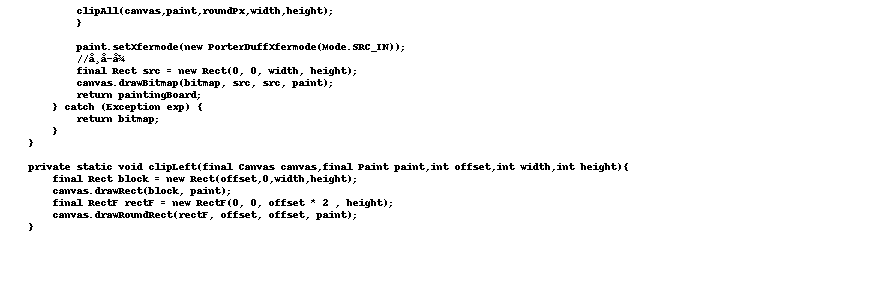 clipAll(canvas,paint,roundPx,width,height);
}
paint.setXfermode(new PorterDuffXfermode(Mode.SRC_IN));
//å¸å-å¾
final Rect src = new Rect(0, 0, width, height);
canvas.drawBitmap(bitmap, src, src, paint);
return paintingBoard;
} catch (Exception exp) {
return bitmap;
}
}
private static void clipLeft(final Canvas canvas,final Paint paint,int offset,int width,int height){
final Rect block = new Rect(offset,0,width,height);
canvas.drawRect(block, paint);
final RectF rectF = new RectF(0, 0, offset * 2 , height);
canvas.drawRoundRect(rectF, offset, offset, paint);
}